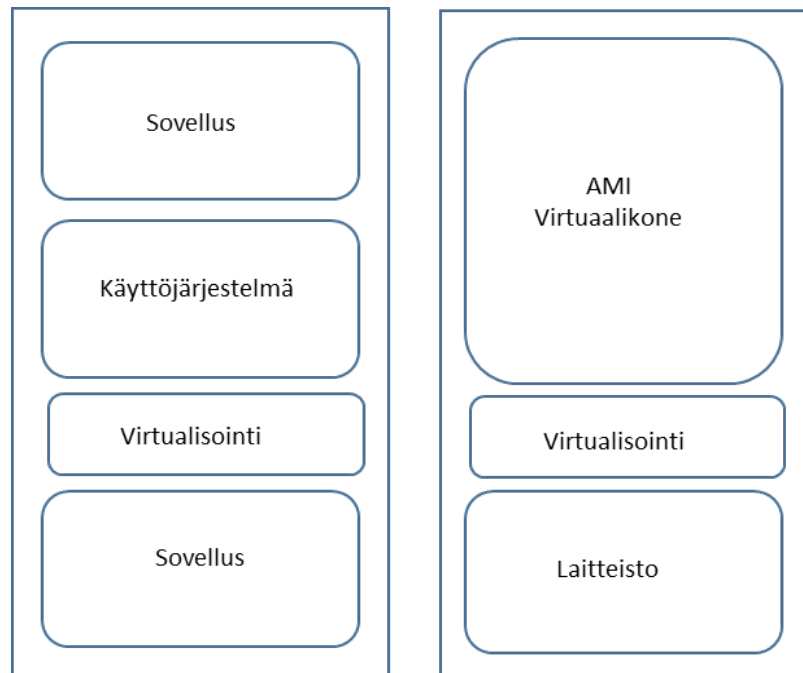 Sovellus
Käyttöjärjestelmä
Virtualisointi
Sovellus
AMI
Virtuaalikone
Virtualisointi
Laitteisto